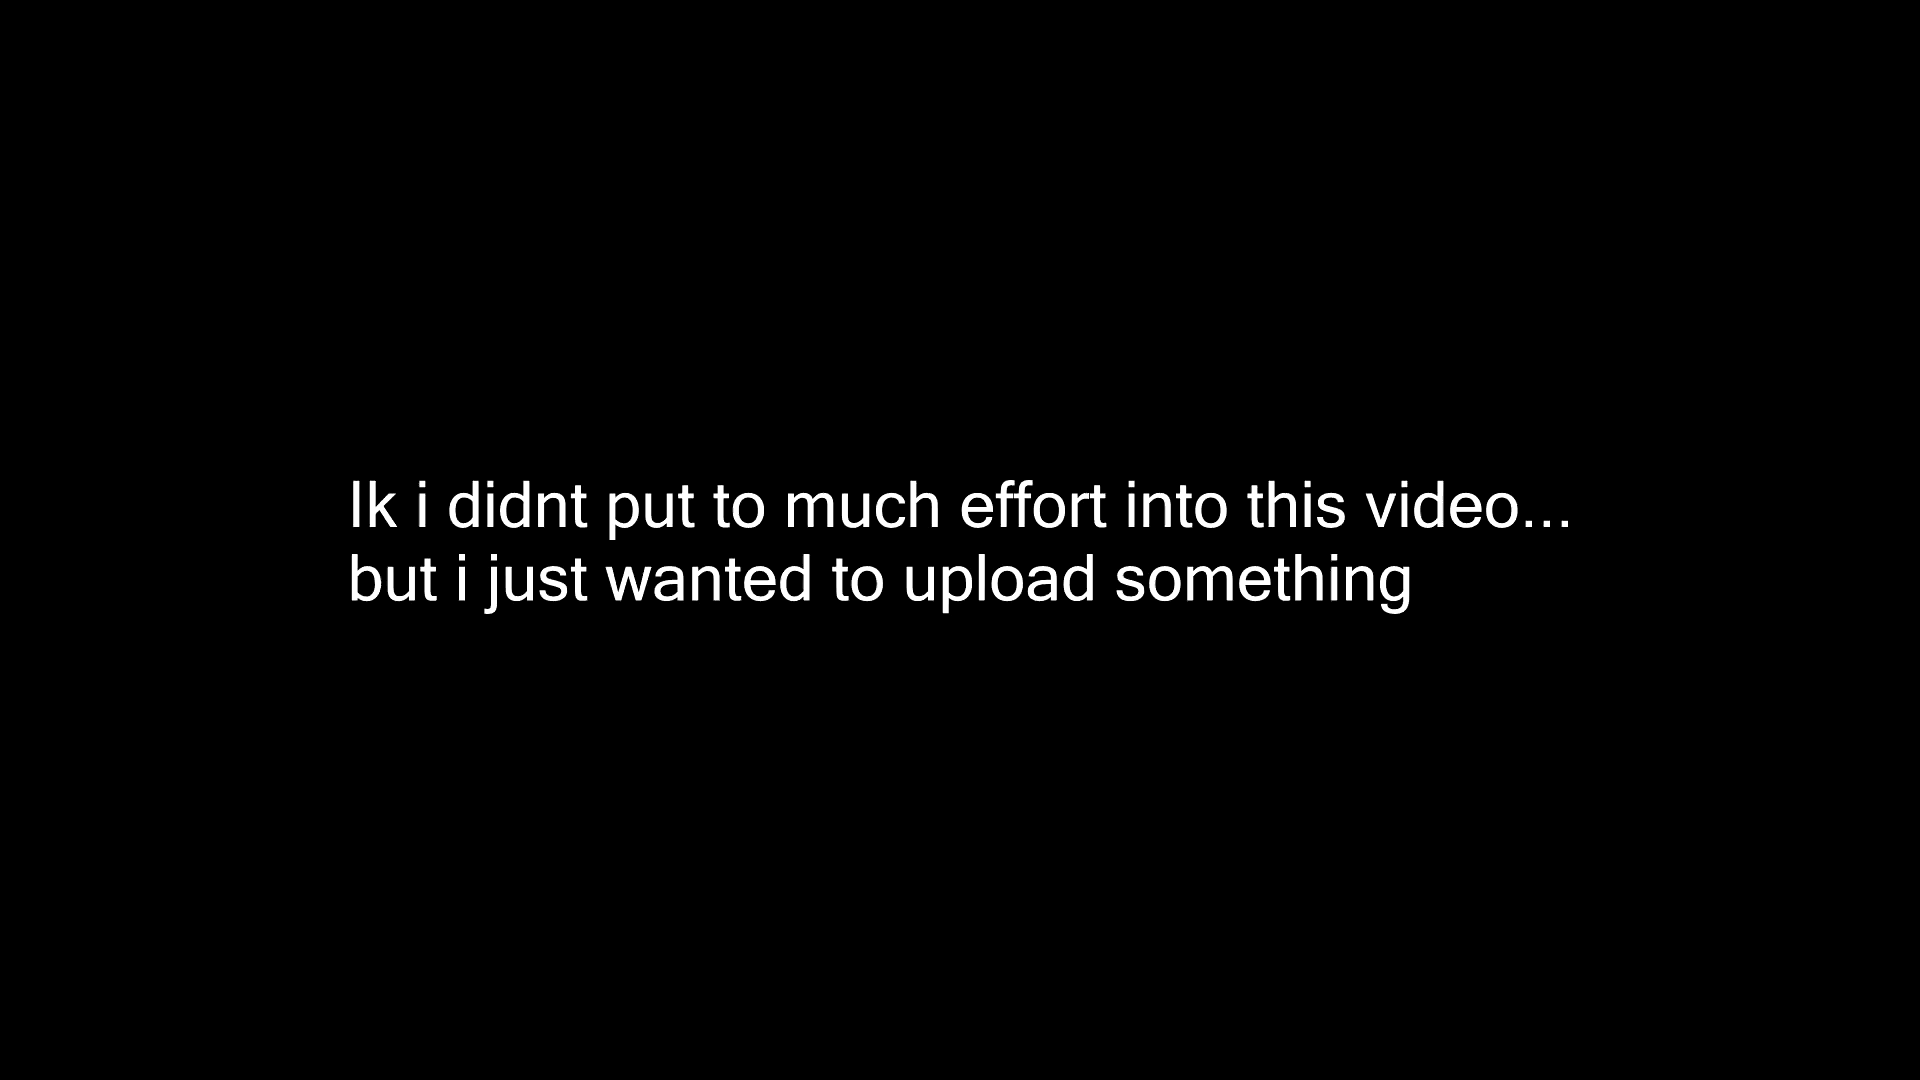 Ik i didnt put to much effort into this video...
but i just wanted to upload something